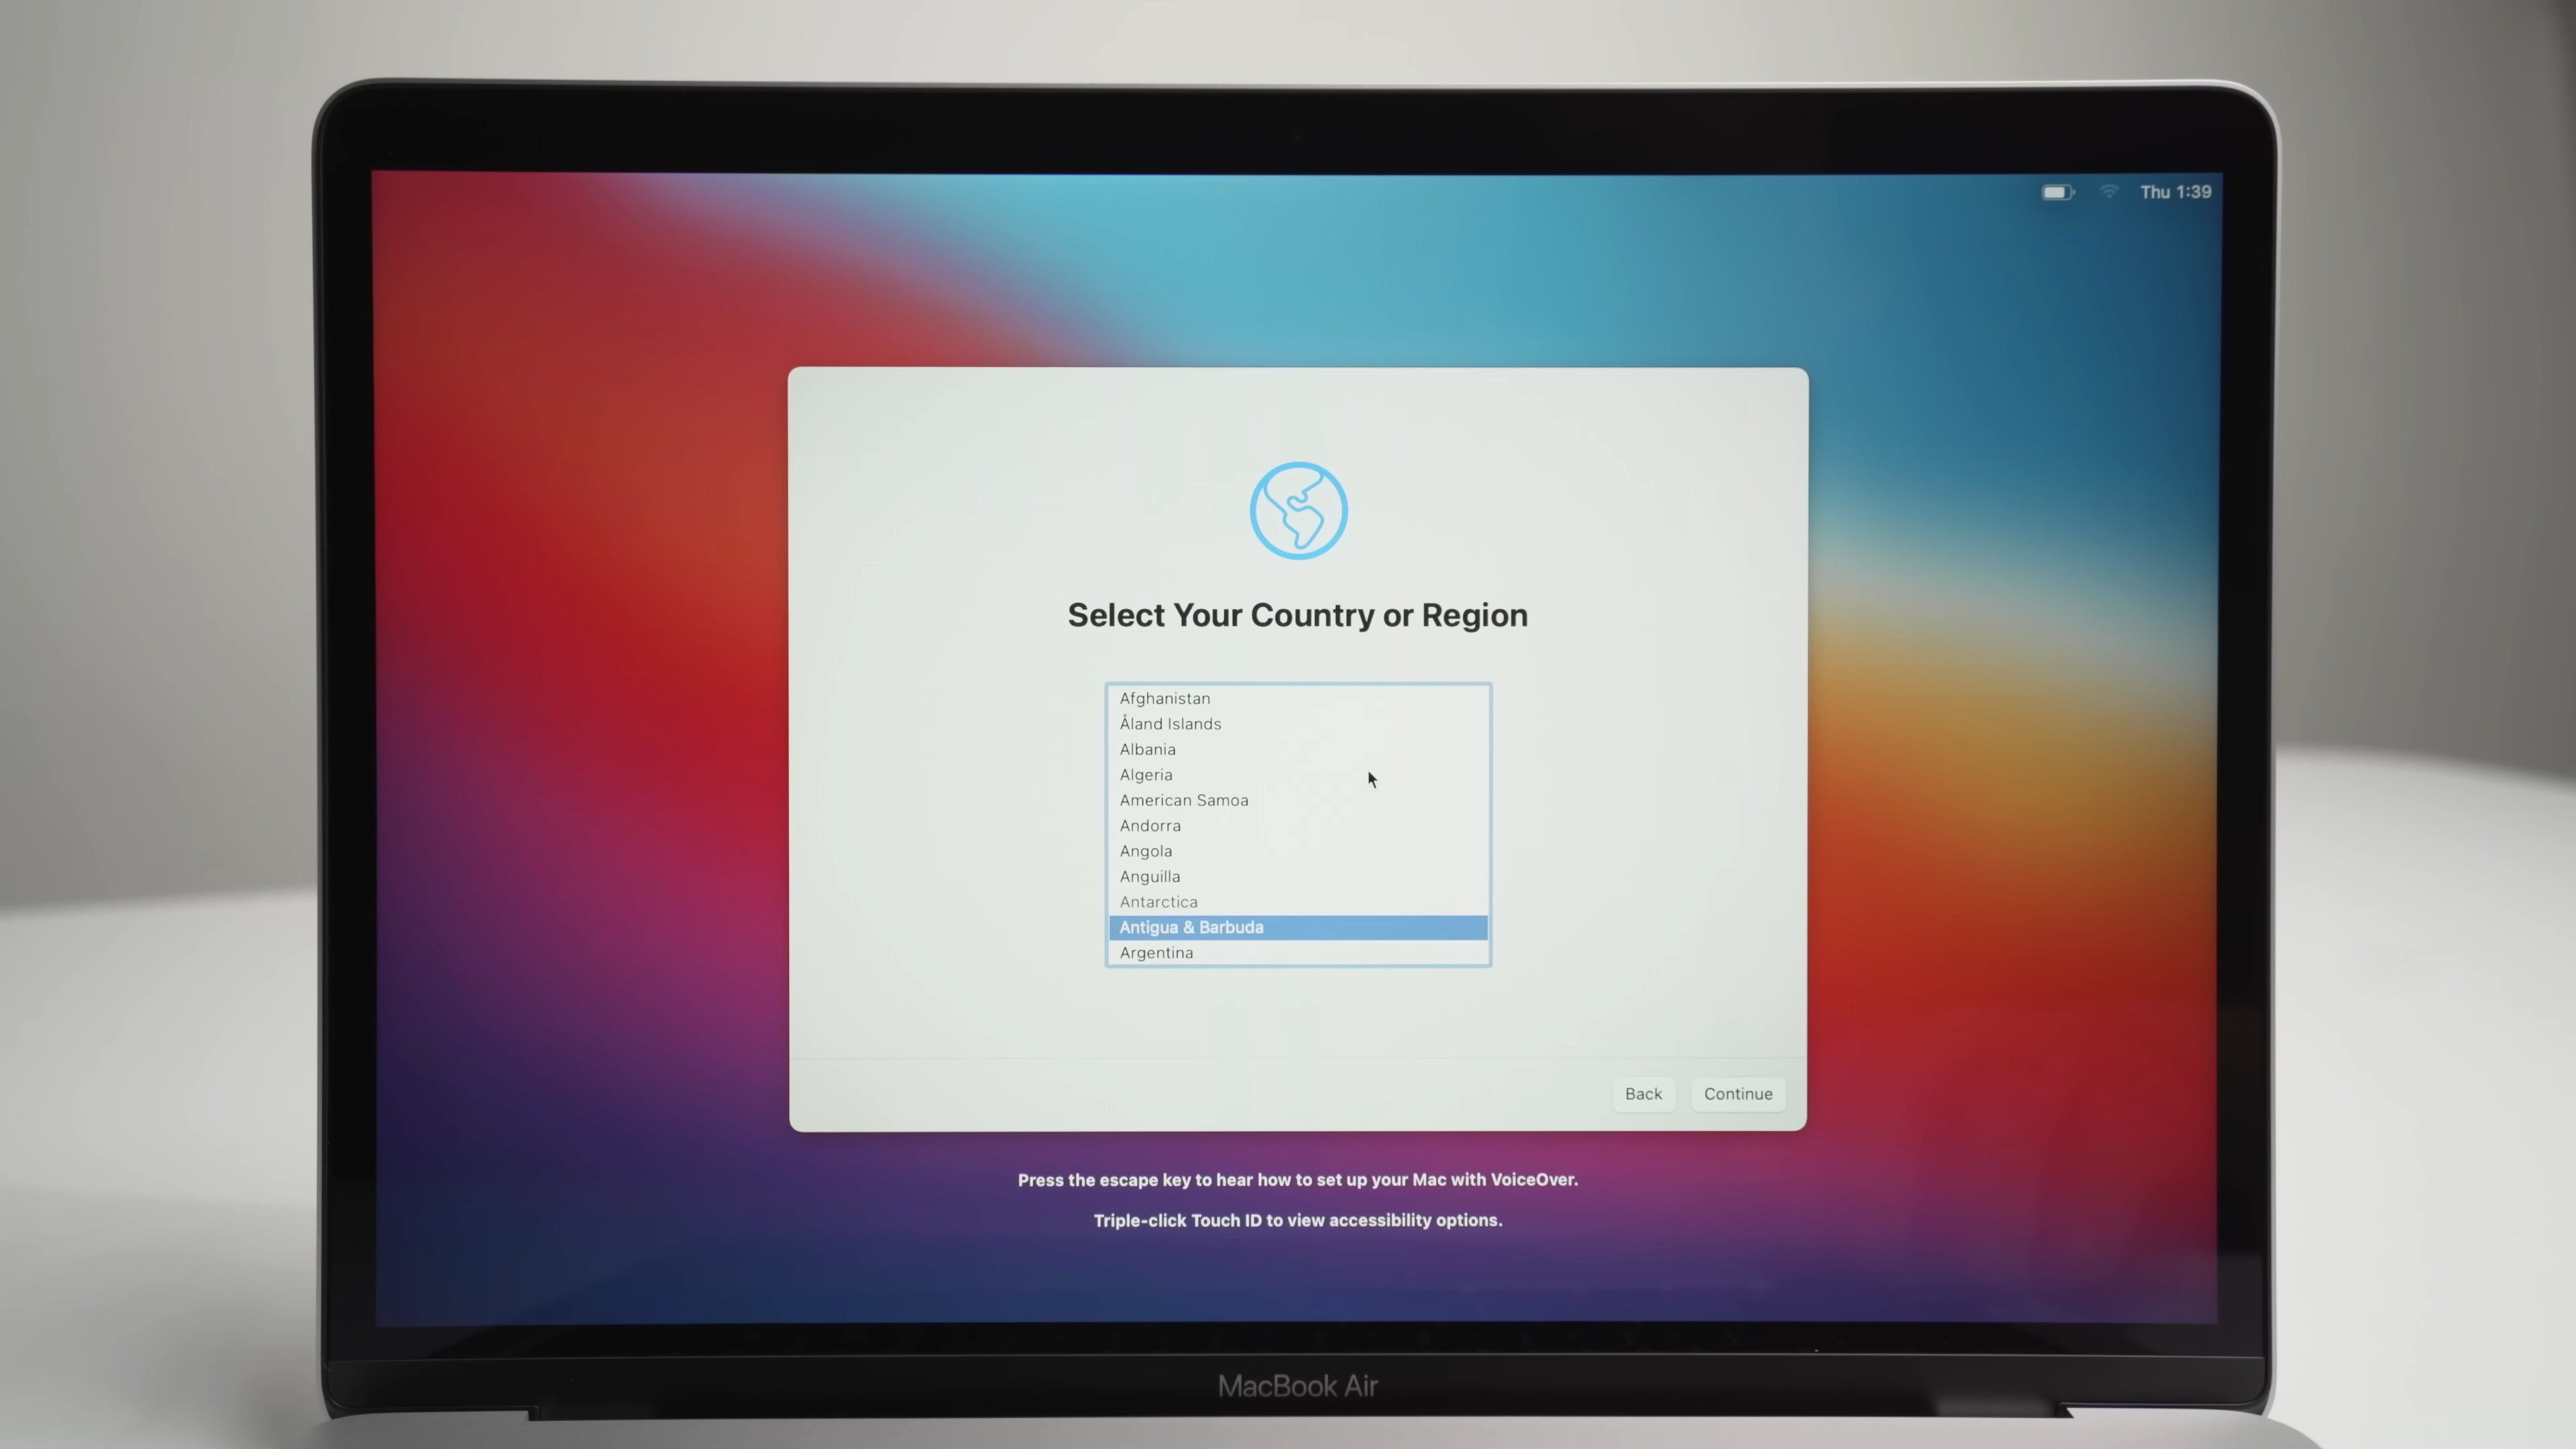 Thu 1:39
Select Your Country or Region
Afghanistan
Åland Islands
Albania
Algeria
American Samoa
Andorra
Angola
Anguilla
Antarctica
Antigua & Barbuda
Argentina
Back
Continue
Press the escape key to hear how to set up your Mac with VoiceOver.
Triple-click Touch ID to view accessibility options.
MacBook Air